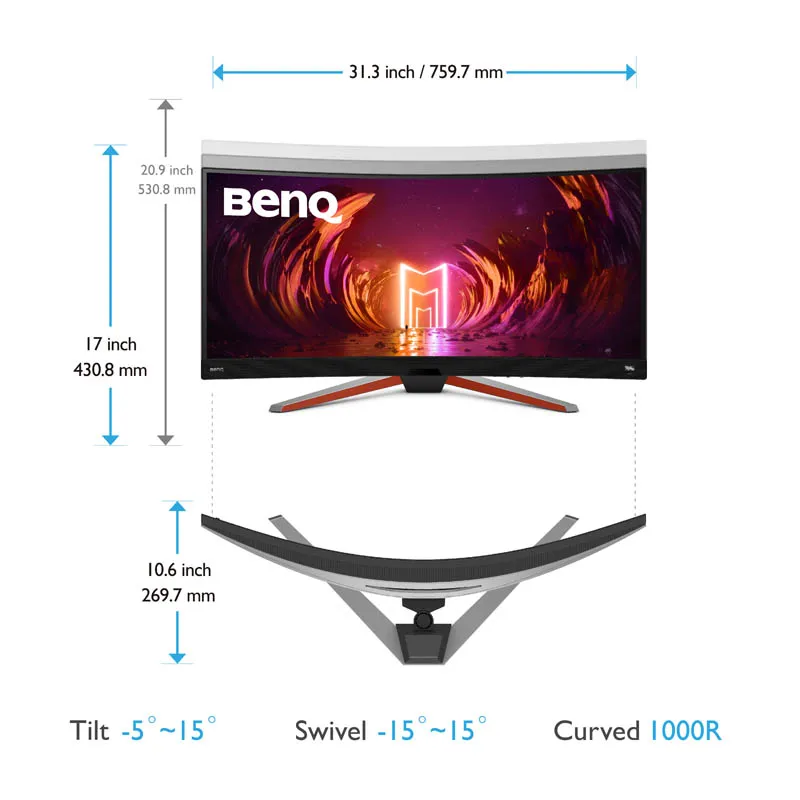 31.3 inch / 759.7 mm
20.9 inch
530.8 mm
BenQ
17 inch
430.8 mm
BenQ
10.6 inch
269.7 mm
Tilt -5°~15°
Swivel -15°~15°
Curved 1000R